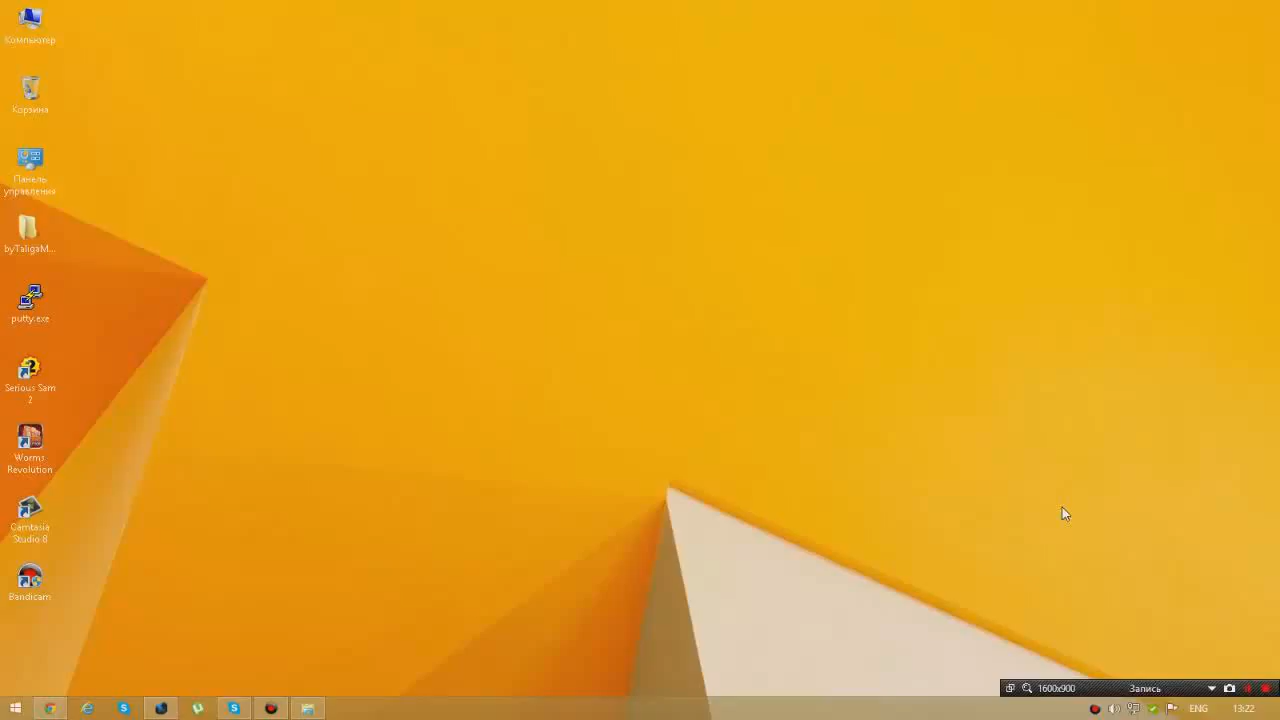 Компьютер
Корзина
Панель
управления
byTaligaM...
putty.exe
Serious Sam
2
Worms
Revolution
Camtasia
Studio 8
Bandicam
1600x900
Запись
ENG
13:22